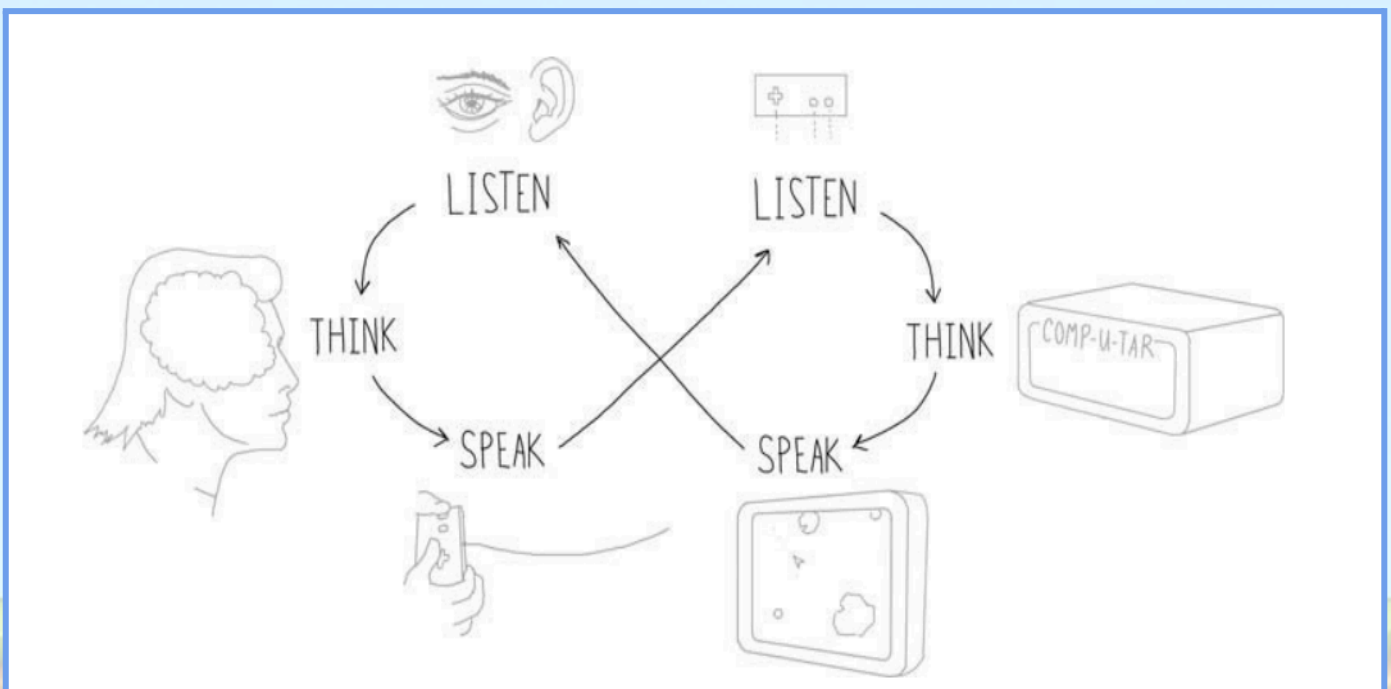 LISTEN
LISTEN
THINK
THINK
COMP-U-TAR
SPEAK
SPEAK